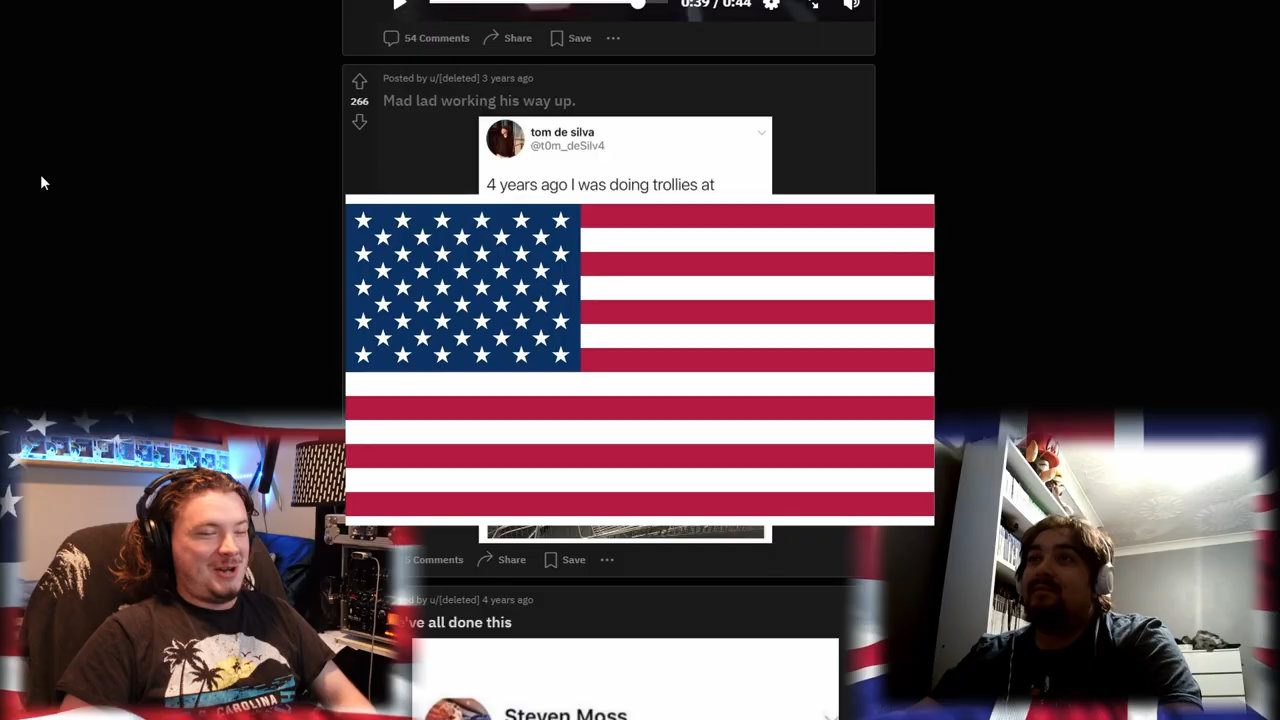 0:39 / 0:44
54 Comments Share Save
Posted by u/[deleted] 3 years ago
266
Mad lad working his way up.
tom de silva
@t0m_deSilv4
4 years ago I was doing trollies at
Comments Share Save
by u/[deleted] 4 years ago
've all done this
Steven Moss
CAROLINA